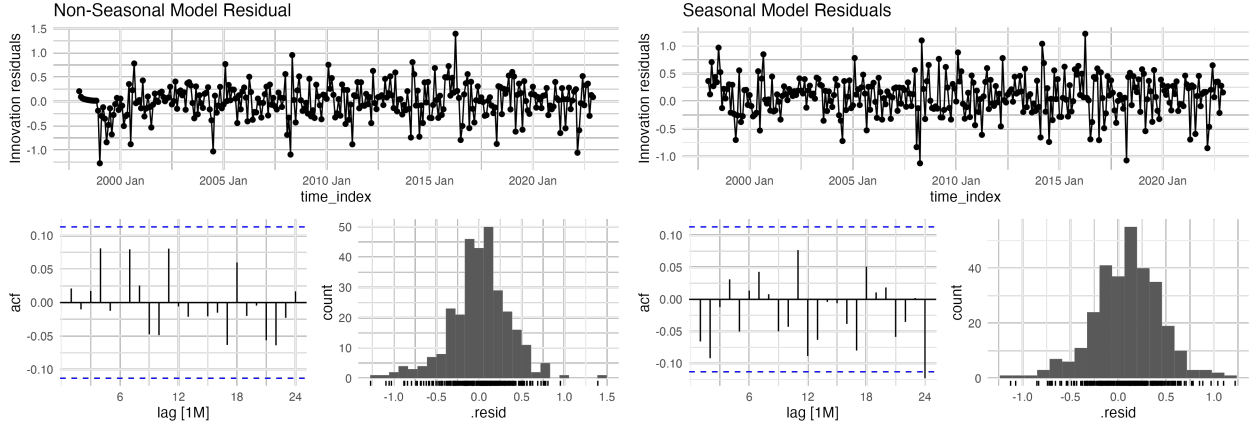 Non-Seasonal Model Residual
Innovation residuals
1.5
1.0
0.5
0.0
-0.5
-1.0
2000 Jan 2005 Jan 2010 Jan 2015 Jan 2020 Jan
time_index
acf
0.10
0.05
0.00
-0.05
-0.10
6 12 18 24
lag [1M]
count
50
40
30
20
10
0
-1.0 -0.5 0.0 0.5 1.0 1.5
.resid
Seasonal Model Residuals
Innovation residuals
1.0
0.5
0.0
-0.5
-1.0
2000 Jan 2005 Jan 2010 Jan 2015 Jan 2020 Jan
time_index
acf
0.10
0.05
0.00
-0.05
-0.10
6 12 18 24
lag [1M]
count
40
20
0
-1.0 -0.5 0.0 0.5 1.0
.resid